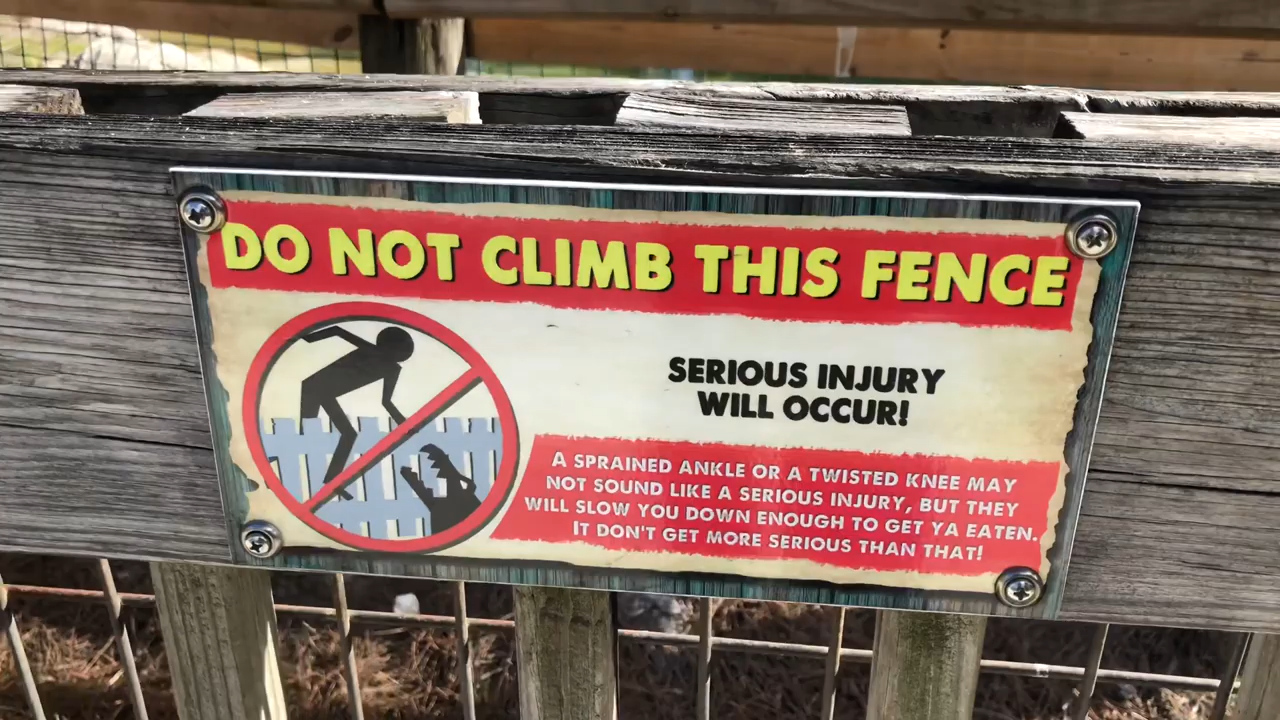 DO NOT CLIMB THIS FENCE
SERIOUS INJURY
WILL OCCUR!
A SPRAINED ANKLE OR A TWISTED KNEE MAY
NOT SOUND LIKE A SERIOUS INJURY, BUT THEY
WILL SLOW YOU DOWN ENOUGH TO GET YA EATEN.
IT DON'T GET MORE SERIOUS THAN THAT!